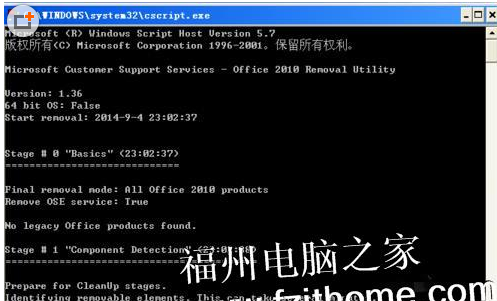 \WINDOWS\system32\cscript.exe
Microsoft (R) Windows Script Host Version 5.7
版权所有(C) Microsoft Corporation 1996-2001。保留所有权利。
Microsoft Customer Support Services - Office 2010 Removal Utility
Version: 1.36
64 bit OS: False
Start removal: 2014-9-4 23:02:37
Stage # 0 "Basics" (23:02:37)
============================
Final removal mode: All Office 2010 products
Remove OSE service: True
No legacy Office products found.
Stage # 1 "Component Detection"
Prepare for CleanUp stages.
Identifying removable elements. This can
福州电脑之家
fzithome.com